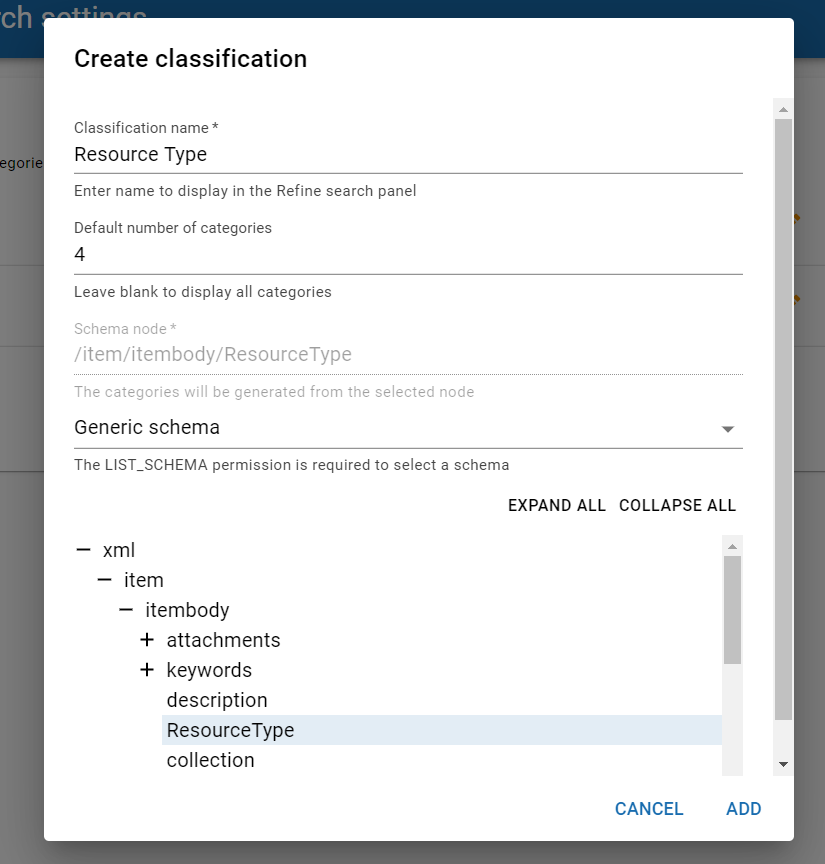 rch settings
Create classification
egorie
Classification name *
Resource Type
Enter name to display in the Refine search panel
Default number of categories
4
Leave blank to display all categories
Schema node *
/item/itembody/ResourceType
The categories will be generated from the selected node
Generic schema
The LIST_SCHEMA permission is required to select a schema
EXPAND ALL COLLAPSE ALL
xml
item
itembody
attachments
keywords
description
ResourceType
collection
CANCEL ADD